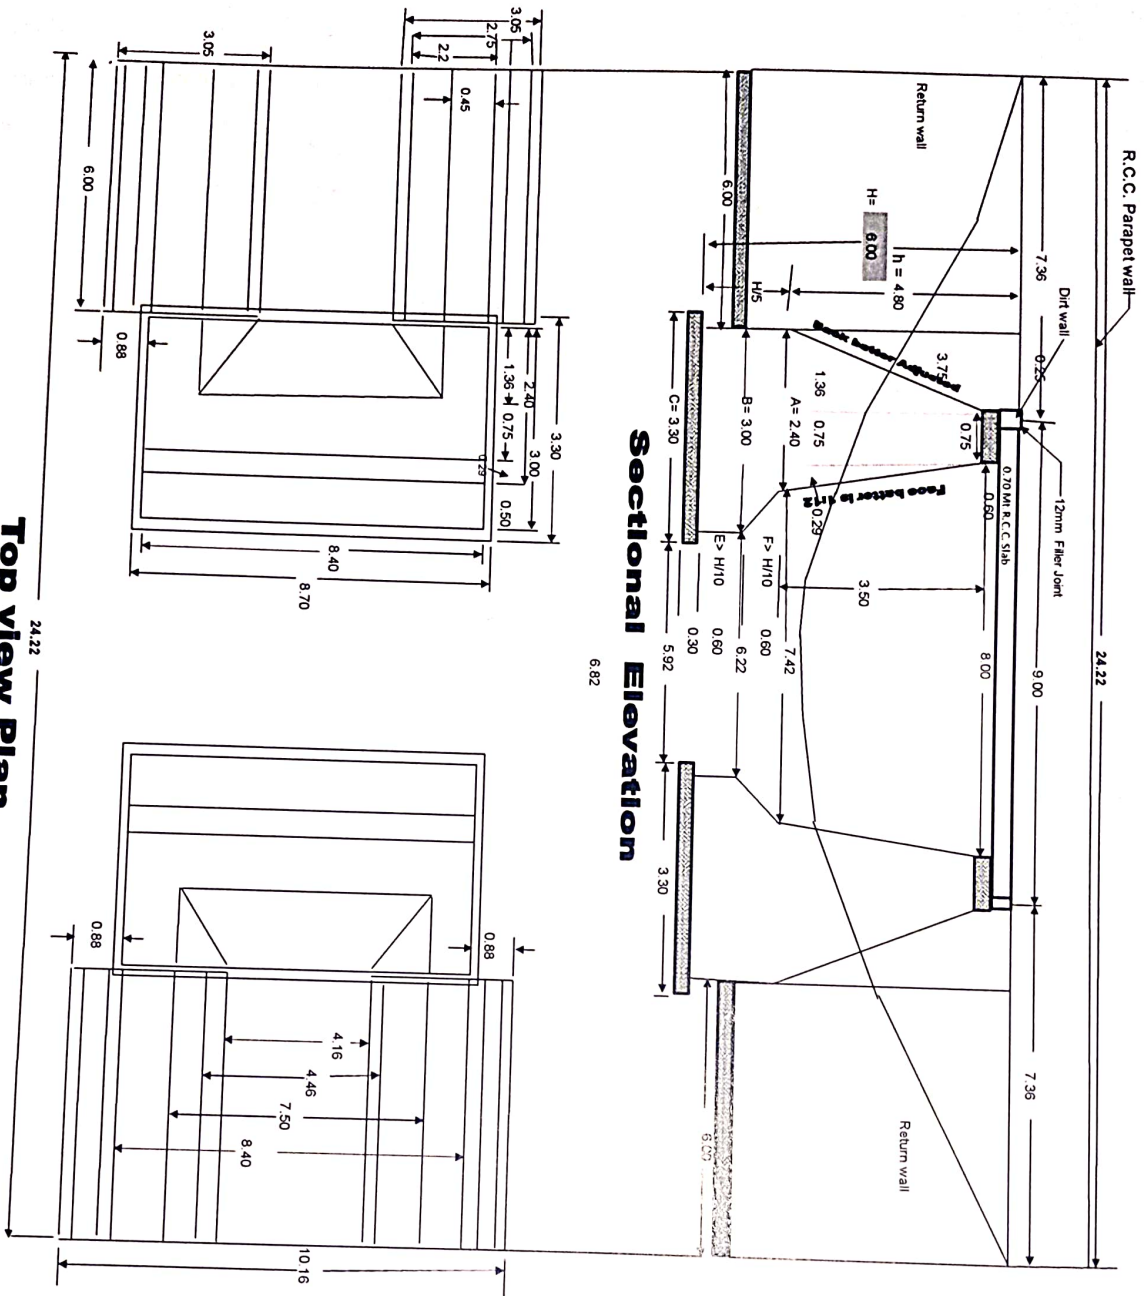 R.C.C. Parapet wall
24.22
7.36
9.00
7.36
Dirt wall
12mm Filler Joint
0.25
0.70 Mt R.C.C. Slab
Return wall
H= 6.00
h = 4.80
H/5
3.75
Back batter Adjusted
0.75
0.60
8.00
Face batter is 1:12
0.29
1.36
0.75
3.50
Return wall
A= 2.40
7.42
F> H/10
0.60
6.00
B= 3.00
6.22
E> H/10
0.60
6.00
C= 3.30
0.30
5.92
3.30
Sectional Elevation
6.82
3.05
2.75
2.2
0.45
3.30
3.00
2.40
1.36
0.75
0.29
0.50
8.40
8.70
3.05
6.00
0.88
0.88
0.88
4.16
4.46
7.50
8.40
10.16
24.22
Top view Plan